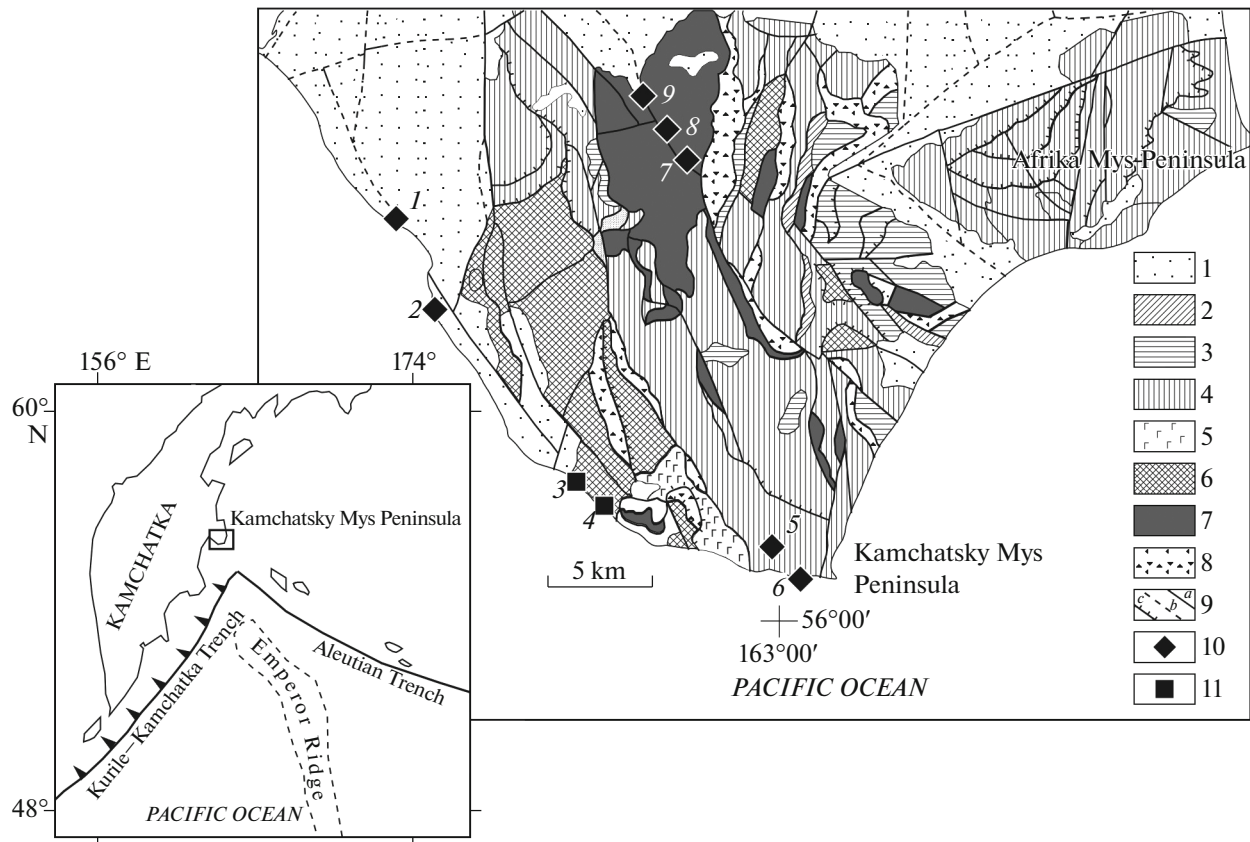 9
8
7
Afrika Mys Peninsula
1
2
3
4
5
6
5 km
Kamchatsky Mys
Peninsula
56°00′
163°00′
PACIFIC OCEAN
1
2
3
4
5
6
7
8
c b a 9
10
11
156° E
174°
60°
N
KAMCHATKA
Kamchatsky Mys Peninsula
Kurile–Kamchatka Trench
Aleutian Trench
Emperor Ridge
48°
PACIFIC OCEAN